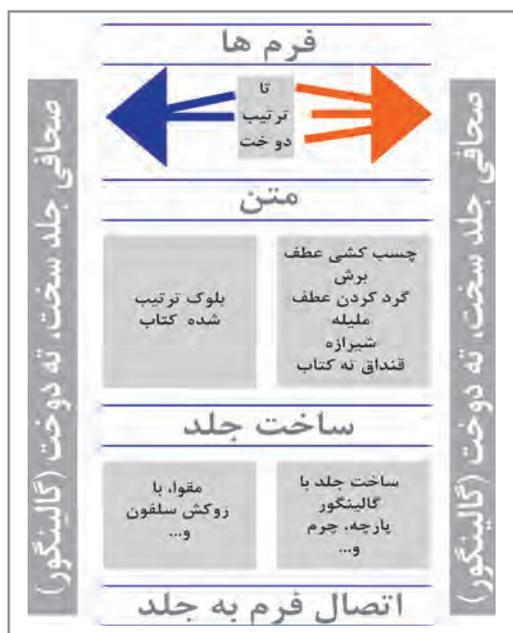 فرم ها
تا
ترتیب
دوخت
صحافی جلد سخت، ته دوخت (گالینگور)
صحافی جلد سخت، ته دوخت (گالینگور)
متن
چسب کشی عطف
برش
گرد کردن عطف
ملیله
شیرازه
قنداق ته کتاب
بلوک ترتیب
شده کتاب
ساخت جلد
ساخت جلد با
گالینگور
پارچه، چرم
و...
مقوا، با
روکش سلفون
و...
اتصال فرم به جلد